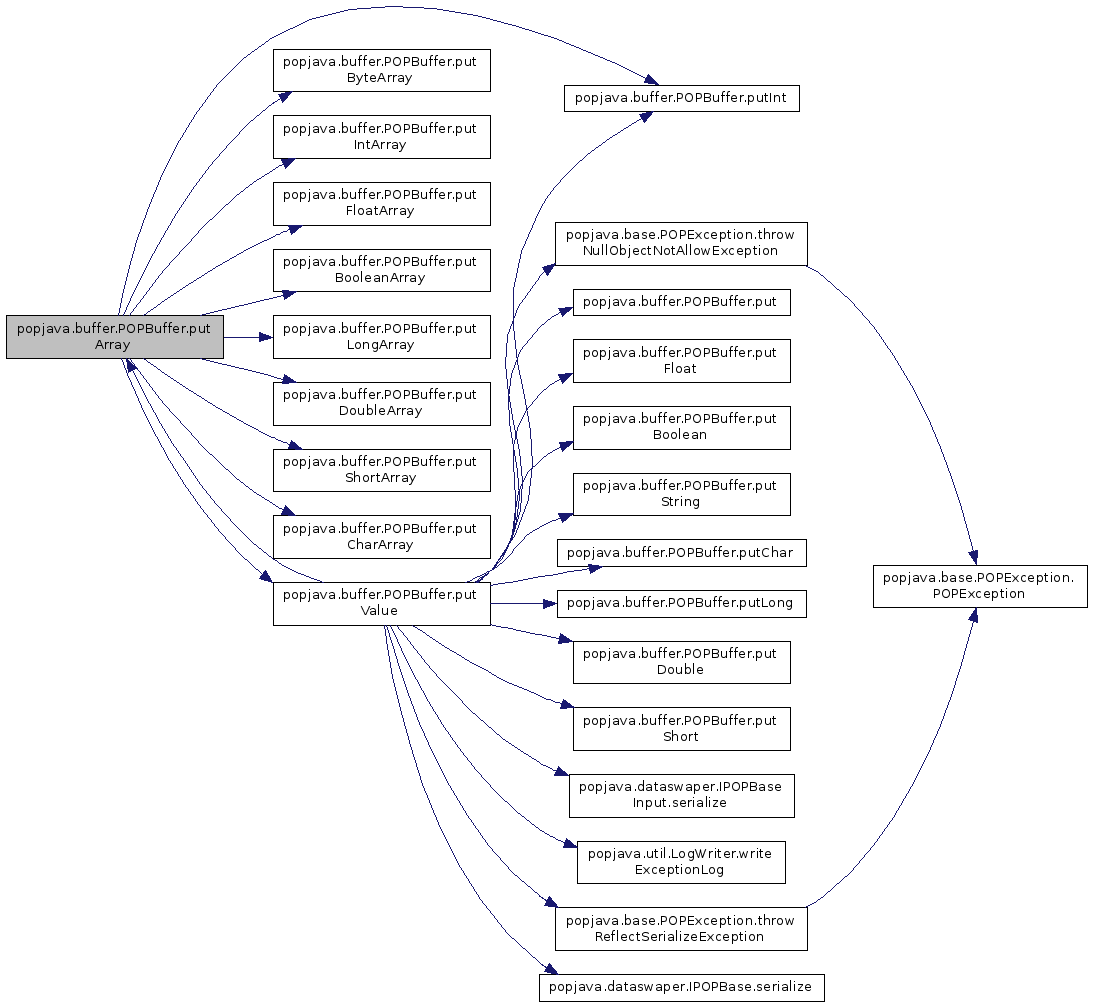 popjava.buffer.POPBuffer.put
Array
popjava.buffer.POPBuffer.put
ByteArray
popjava.buffer.POPBuffer.put
IntArray
popjava.buffer.POPBuffer.put
FloatArray
popjava.buffer.POPBuffer.put
BooleanArray
popjava.buffer.POPBuffer.put
LongArray
popjava.buffer.POPBuffer.put
DoubleArray
popjava.buffer.POPBuffer.put
ShortArray
popjava.buffer.POPBuffer.put
CharArray
popjava.buffer.POPBuffer.put
Value
popjava.buffer.POPBuffer.putInt
popjava.base.POPException.throw
NullObjectNotAllowException
popjava.buffer.POPBuffer.put
popjava.buffer.POPBuffer.put
Float
popjava.buffer.POPBuffer.put
Boolean
popjava.buffer.POPBuffer.put
String
popjava.buffer.POPBuffer.putChar
popjava.buffer.POPBuffer.putLong
popjava.buffer.POPBuffer.put
Double
popjava.buffer.POPBuffer.put
Short
popjava.dataswaper.IPOPBase
Input.serialize
popjava.util.LogWriter.write
ExceptionLog
popjava.base.POPException.throw
ReflectSerializeException
popjava.dataswaper.IPOPBase.serialize
popjava.base.POPException.
POPException